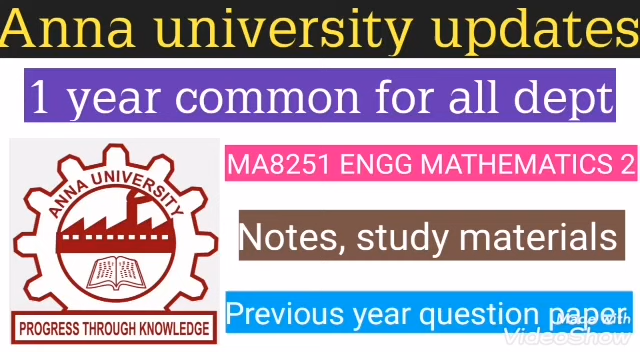 Anna university updates
1 year common for all dept
MA8251 ENGG MATHEMATICS 2
ANNA UNIVERSITY
Notes, study materials
Previous year question paper
Made with
VideoShow
PROGRESS THROUGH KNOWLEDGE